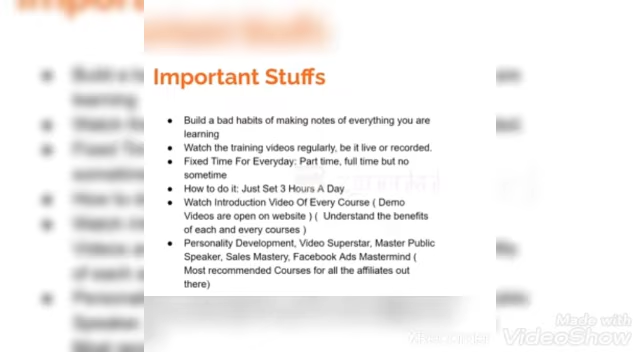 Important Stuffs
● Build a bad habits of making notes of everything you are
learning
● Watch the training videos regularly, be it live or recorded.
● Fixed Time For Everyday: Part time, full time but no
sometime
● How to do it: Just Set 3 Hours A Day
● Watch Introduction Video Of Every Course ( Demo
Videos are open on website ) ( Understand the benefits
of each and every courses )
● Personality Development, Video Superstar, Master Public
Speaker, Sales Mastery, Facebook Ads Mastermind (
Most recommended Courses for all the affiliates out
there)
Made with
VideoShow